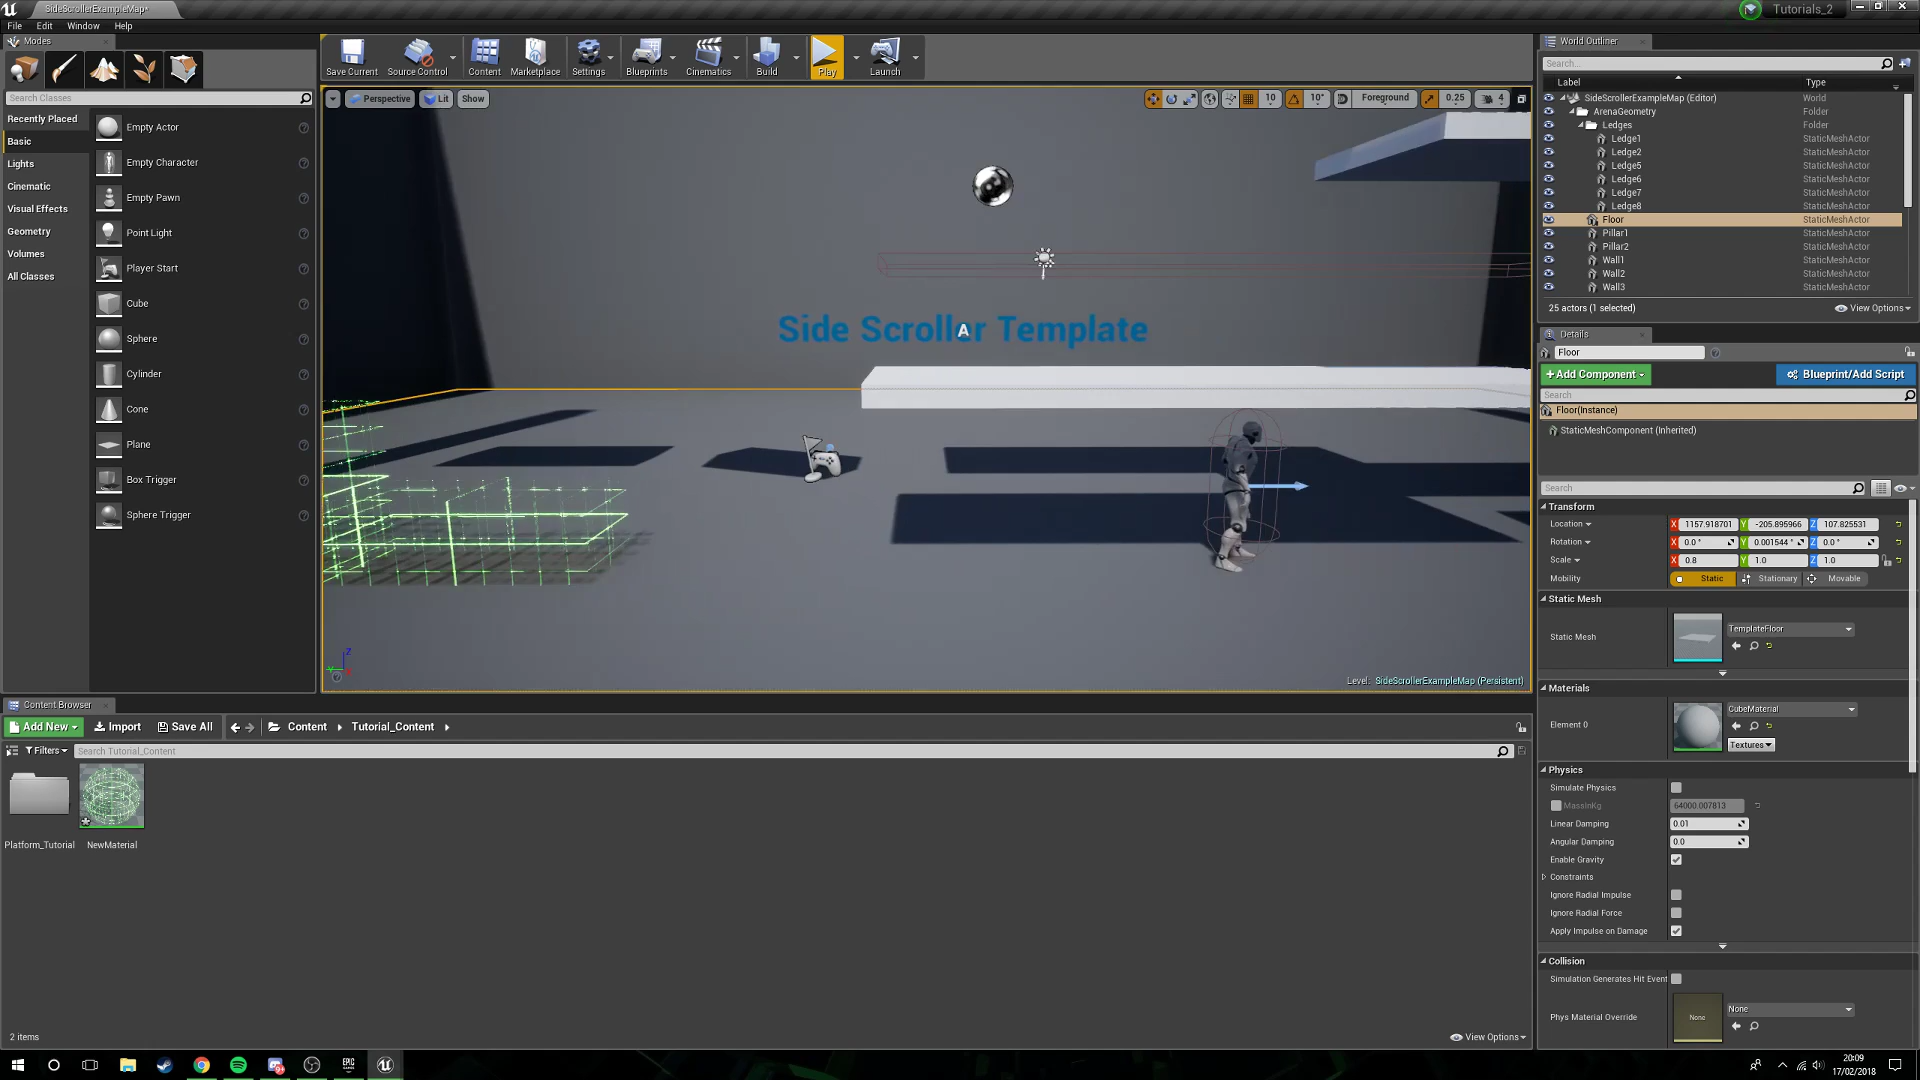 SideScrollerExampleMap*
Tutorials_2
File Edit Window Help
Modes
Search Classes
Recently Placed
Basic
Lights
Cinematic
Visual Effects
Geometry
Volumes
All Classes
Empty Actor
Empty Character
Empty Pawn
Point Light
Player Start
Cube
Sphere
Cylinder
Cone
Plane
Box Trigger
Sphere Trigger
Save Current
Source Control
Content
Marketplace
Settings
Blueprints
Cinematics
Build
Play
Launch
Perspective Lit Show
10 10° Foreground 0.25 4
Side Scroller Template
A
Level: SideScrollerExampleMap (Persistent)
World Outliner
Search...
Label Type
SideScrollerExampleMap (Editor) World
ArenaGeometry Folder
Ledges Folder
Ledge1 StaticMeshActor
Ledge2 StaticMeshActor
Ledge5 StaticMeshActor
Ledge6 StaticMeshActor
Ledge7 StaticMeshActor
Ledge8 StaticMeshActor
Floor StaticMeshActor
Pillar1 StaticMeshActor
Pillar2 StaticMeshActor
Wall1 StaticMeshActor
Wall2 StaticMeshActor
Wall3 StaticMeshActor
25 actors (1 selected) View Options
Details
Floor
+Add Component
Blueprint/Add Script
Search
Floor(Instance)
StaticMeshComponent (Inherited)
Search
Transform
Location X 1157.918701 Y -205.895966 Z 107.825531
Rotation X 0.0° Y 0.001544° Z 0.0°
Scale X 0.8 Y 1.0 Z 1.0
Mobility Static Stationary Movable
Static Mesh
Static Mesh TemplateFloor
Materials
Element 0 CubeMaterial
Textures
Physics
Simulate Physics
MassInKg 64000.007813
Linear Damping 0.01
Angular Damping 0.0
Enable Gravity
Constraints
Ignore Radial Impulse
Ignore Radial Force
Apply Impulse on Damage
Collision
Simulation Generates Hit Event
Phys Material Override None None
Content Browser
Add New Import Save All Content Tutorial_Content
Filters Search Tutorial_Content
Platform_Tutorial
NewMaterial
2 items
View Options
EPIC GAMES
20:09
17/02/2018